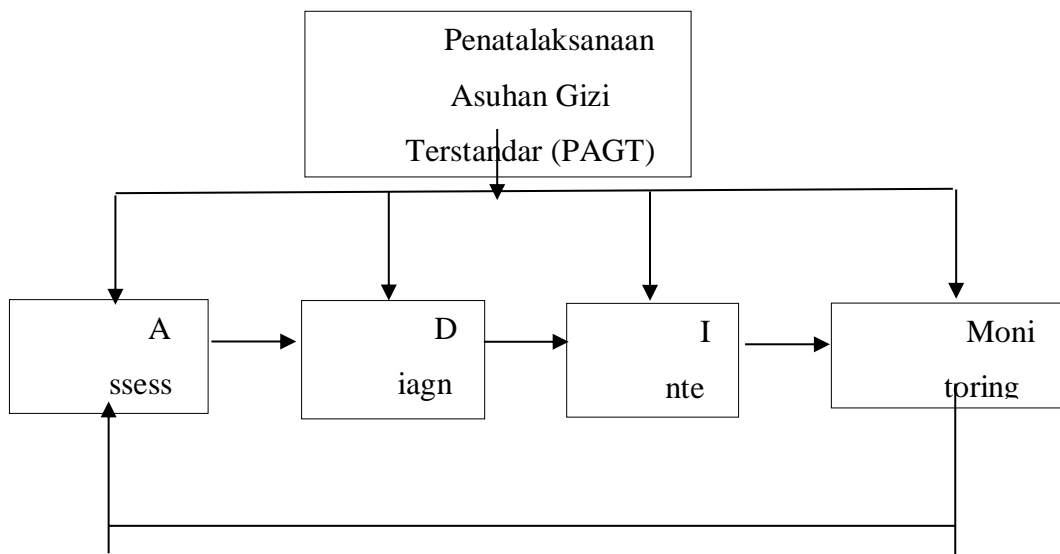 Penatalaksanaan
Asuhan Gizi
Terstandar (PAGT)
A
ssess
D
iagn
I
nte
Moni
toring